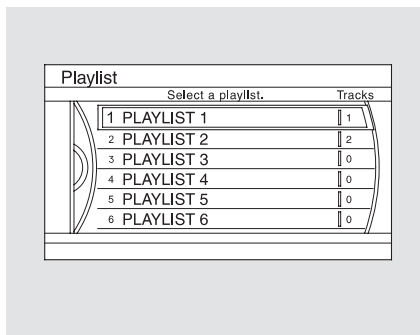 Playlist
Select a playlist. Tracks
1 PLAYLIST 1 1
2 PLAYLIST 2 2
3 PLAYLIST 3 0
4 PLAYLIST 4 0
5 PLAYLIST 5 0
6 PLAYLIST 6 0